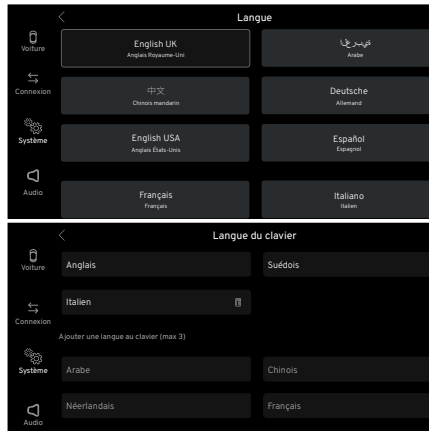 Langue
English UK
Anglais Royaume-Uni
ةيبرعلا
Arabe
中文
Chinois mandarin
Deutsche
Allemand
English USA
Anglais États-Unis
Español
Espagnol
Français
Français
Italiano
Italien
Voiture
Connexion
Système
Audio
Langue du clavier
Anglais
Suédois
Italien
Ajouter une langue au clavier (max 3)
Arabe
Chinois
Néerlandais
Français
Voiture
Connexion
Système
Audio